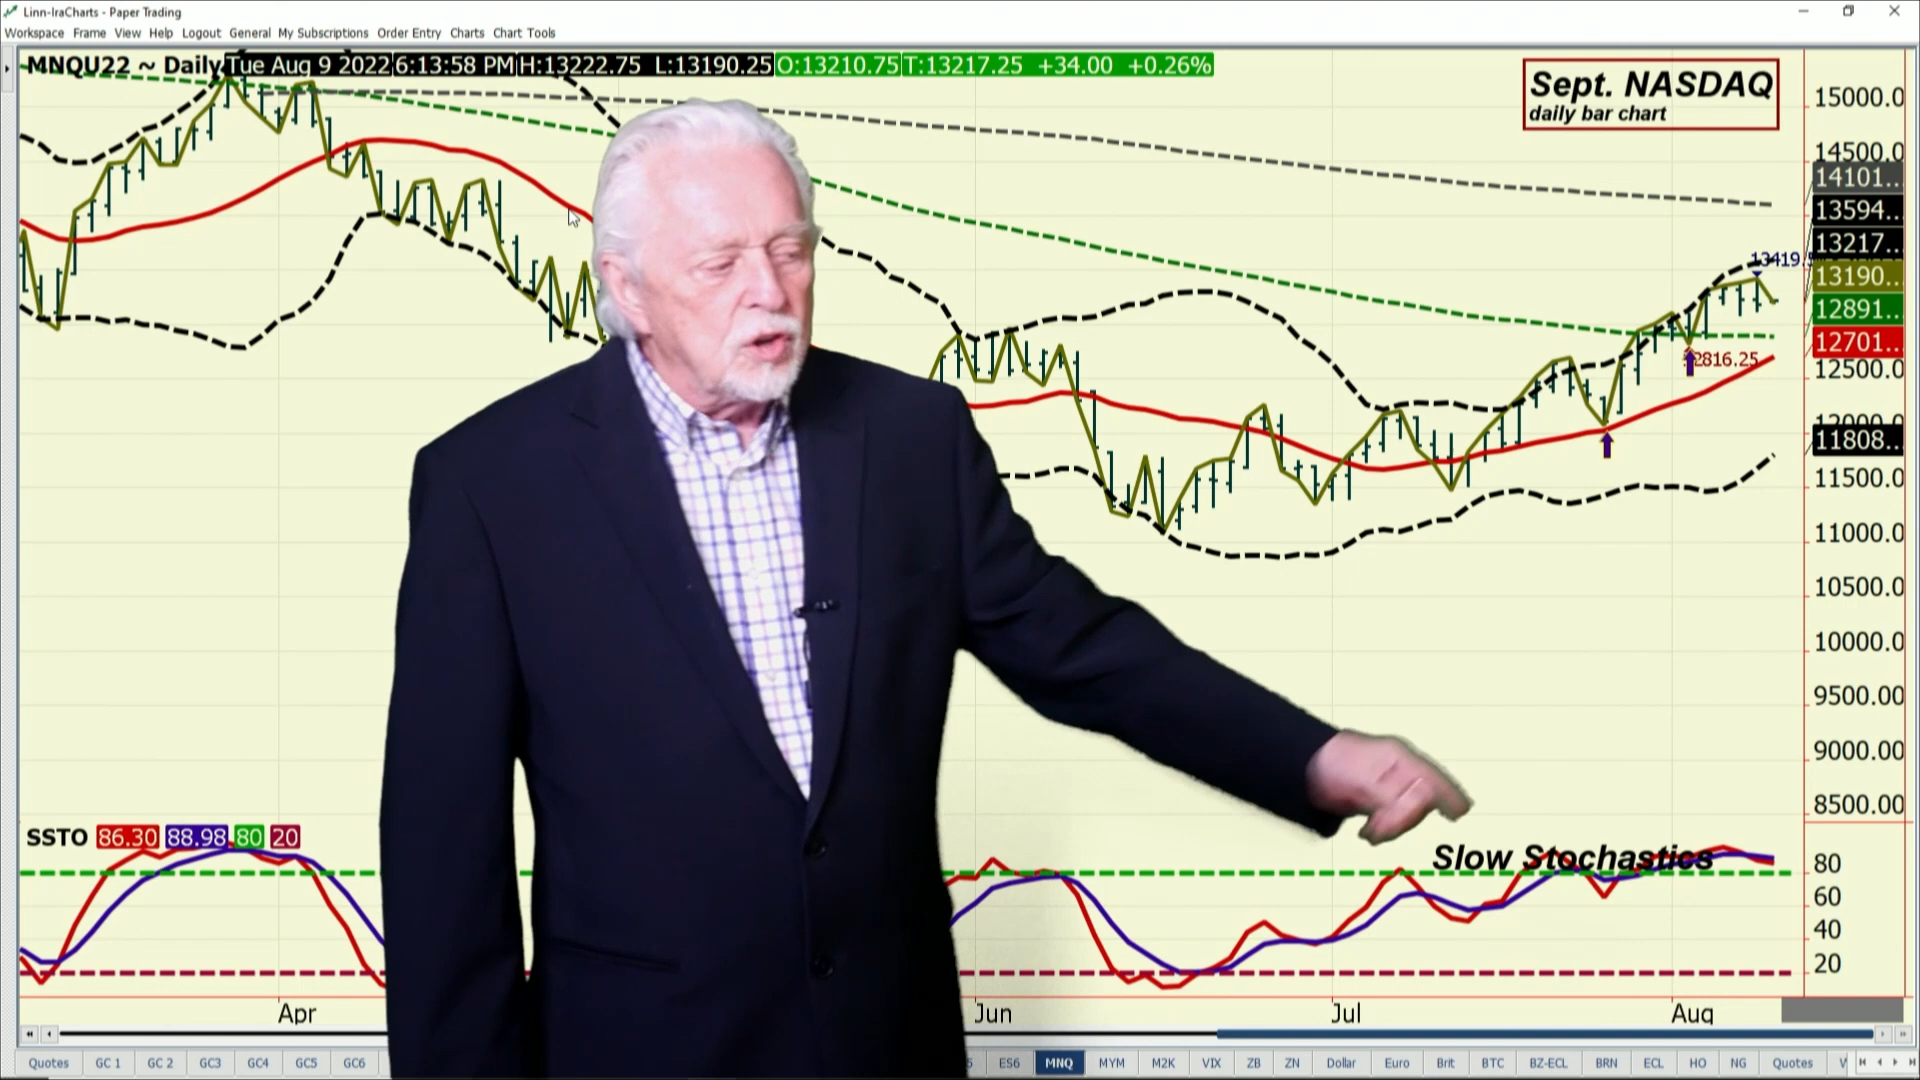 Linn-IraCharts - Paper Trading
Workspace Frame View Help Logout General My Subscriptions Order Entry Charts Chart Tools
MNQU22 ~ Daily Tue Aug 9 2022 6:13:58 PM H:13222.75 L:13190.25 O:13210.75 T:13217.25 +34.00 +0.26%
Sept. NASDAQ
daily bar chart
15000.0
14500.0
14101...
13594...
13217...
13419.
13190...
12891...
12701...
2816.25
12500.0
12000.0
11808...
11500.0
11000.0
10500.0
10000.0
9500.00
9000.00
8500.00
SSTO 86.30 88.98 80 20
Slow Stochastics
80
60
40
20
Apr Jun Jul Aug
Quotes GC 1 GC 2 GC3 GC4 GC5 GC6 5 ES6 MNQ MYM M2K VIX ZB ZN Dollar Euro Brit BTC BZ-ECL BRN ECL HO NG Quotes